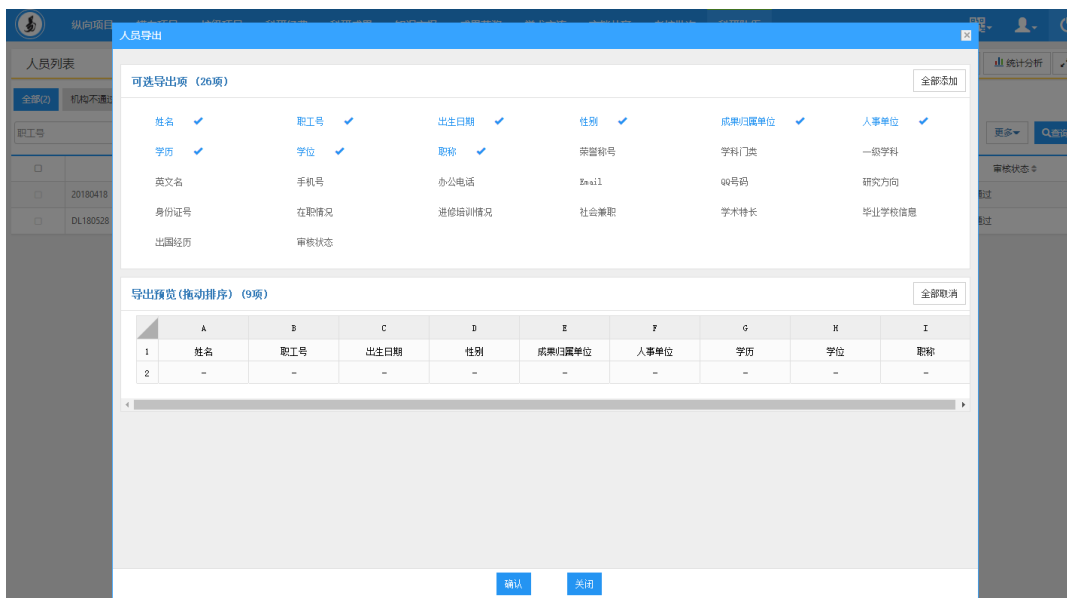 纵向项目
人员导出
人员列表
统计分析
可选导出项 (26项)
全部添加
全部(2) 机构不通过
姓名 职工号 出生日期 性别 成果归属单位 人事单位
职工号
更多 查询
学历 学位 职称 荣誉称号 学科门类 一级学科
审核状态
英文名 手机号 办公电话 Email QQ号码 研究方向
20180418
身份证号 在职情况 进修培训情况 社会兼职 学术特长 毕业学校信息
DL180528
出国经历 审核状态
导出预览(拖动排序) (9项)
全部取消
A B C D E F G H I
1 姓名 职工号 出生日期 性别 成果归属单位 人事单位 学历 学位 职称
2 - - - - - - - - -
确认 关闭